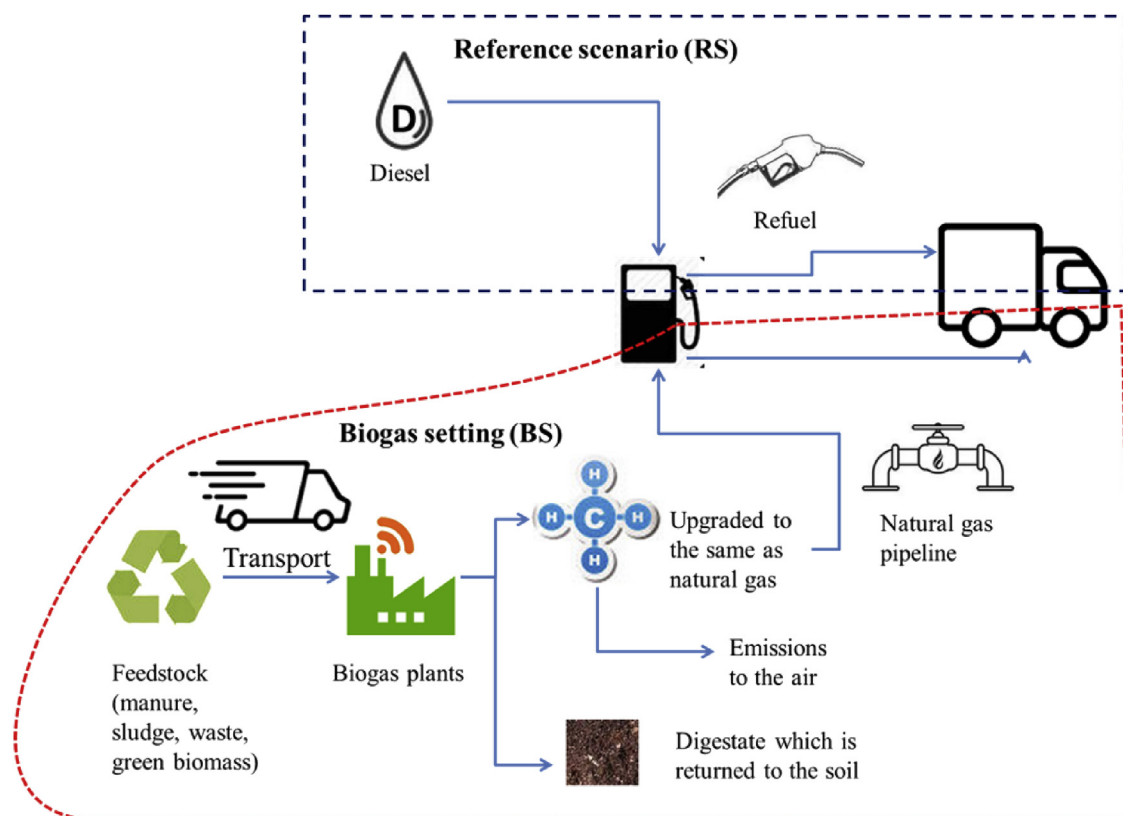 Reference scenario (RS)
D
Diesel
Refuel
Biogas setting (BS)
Transport
H
H C H
H
Upgraded to
the same as
natural gas
Natural gas
pipeline
Feedstock
(manure,
sludge, waste,
green biomass)
Biogas plants
Emissions
to the air
Digestate which is
returned to the soil